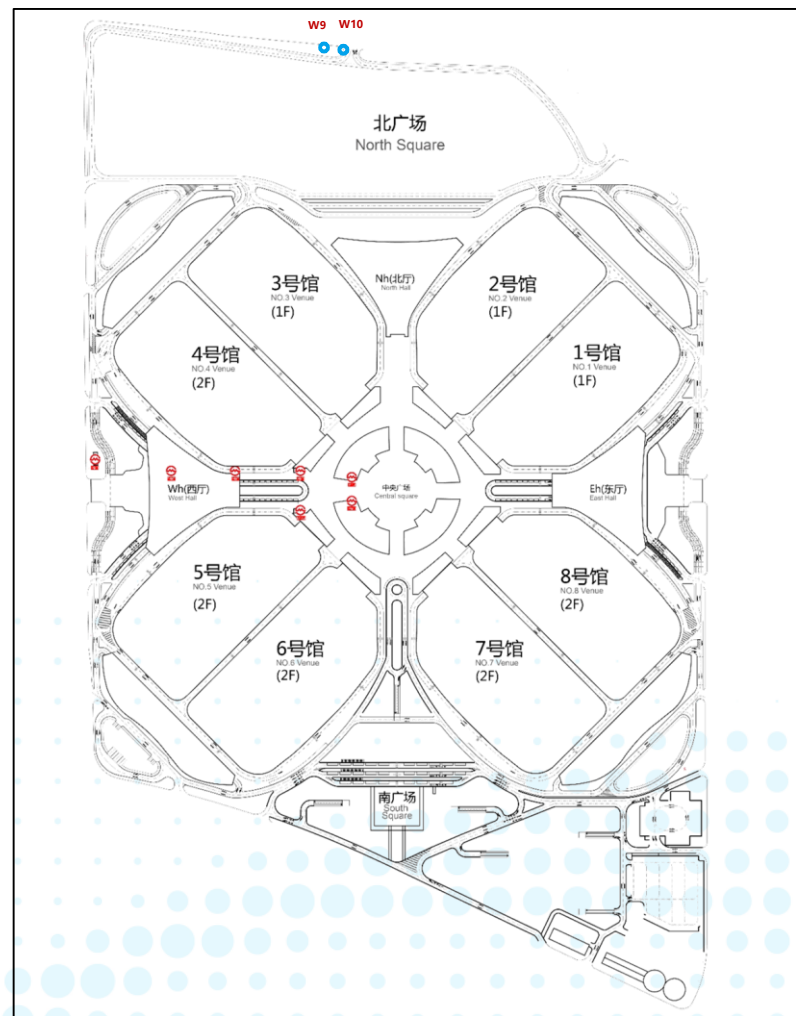 W9 W10
北广场
North Square
3号馆
NO.3 Venue
(1F)
Nh(北厅)
North Hall
2号馆
NO.2 Venue
(1F)
4号馆
NO.4 Venue
(2F)
1号馆
NO.1 Venue
(1F)
Wh(西厅)
West Hall
中央广场
Central square
Eh(东厅)
East Hall
5号馆
NO.5 Venue
(2F)
8号馆
NO.8 Venue
(2F)
6号馆
NO.6 Venue
(2F)
7号馆
NO.7 Venue
(2F)
南广场
South
Square